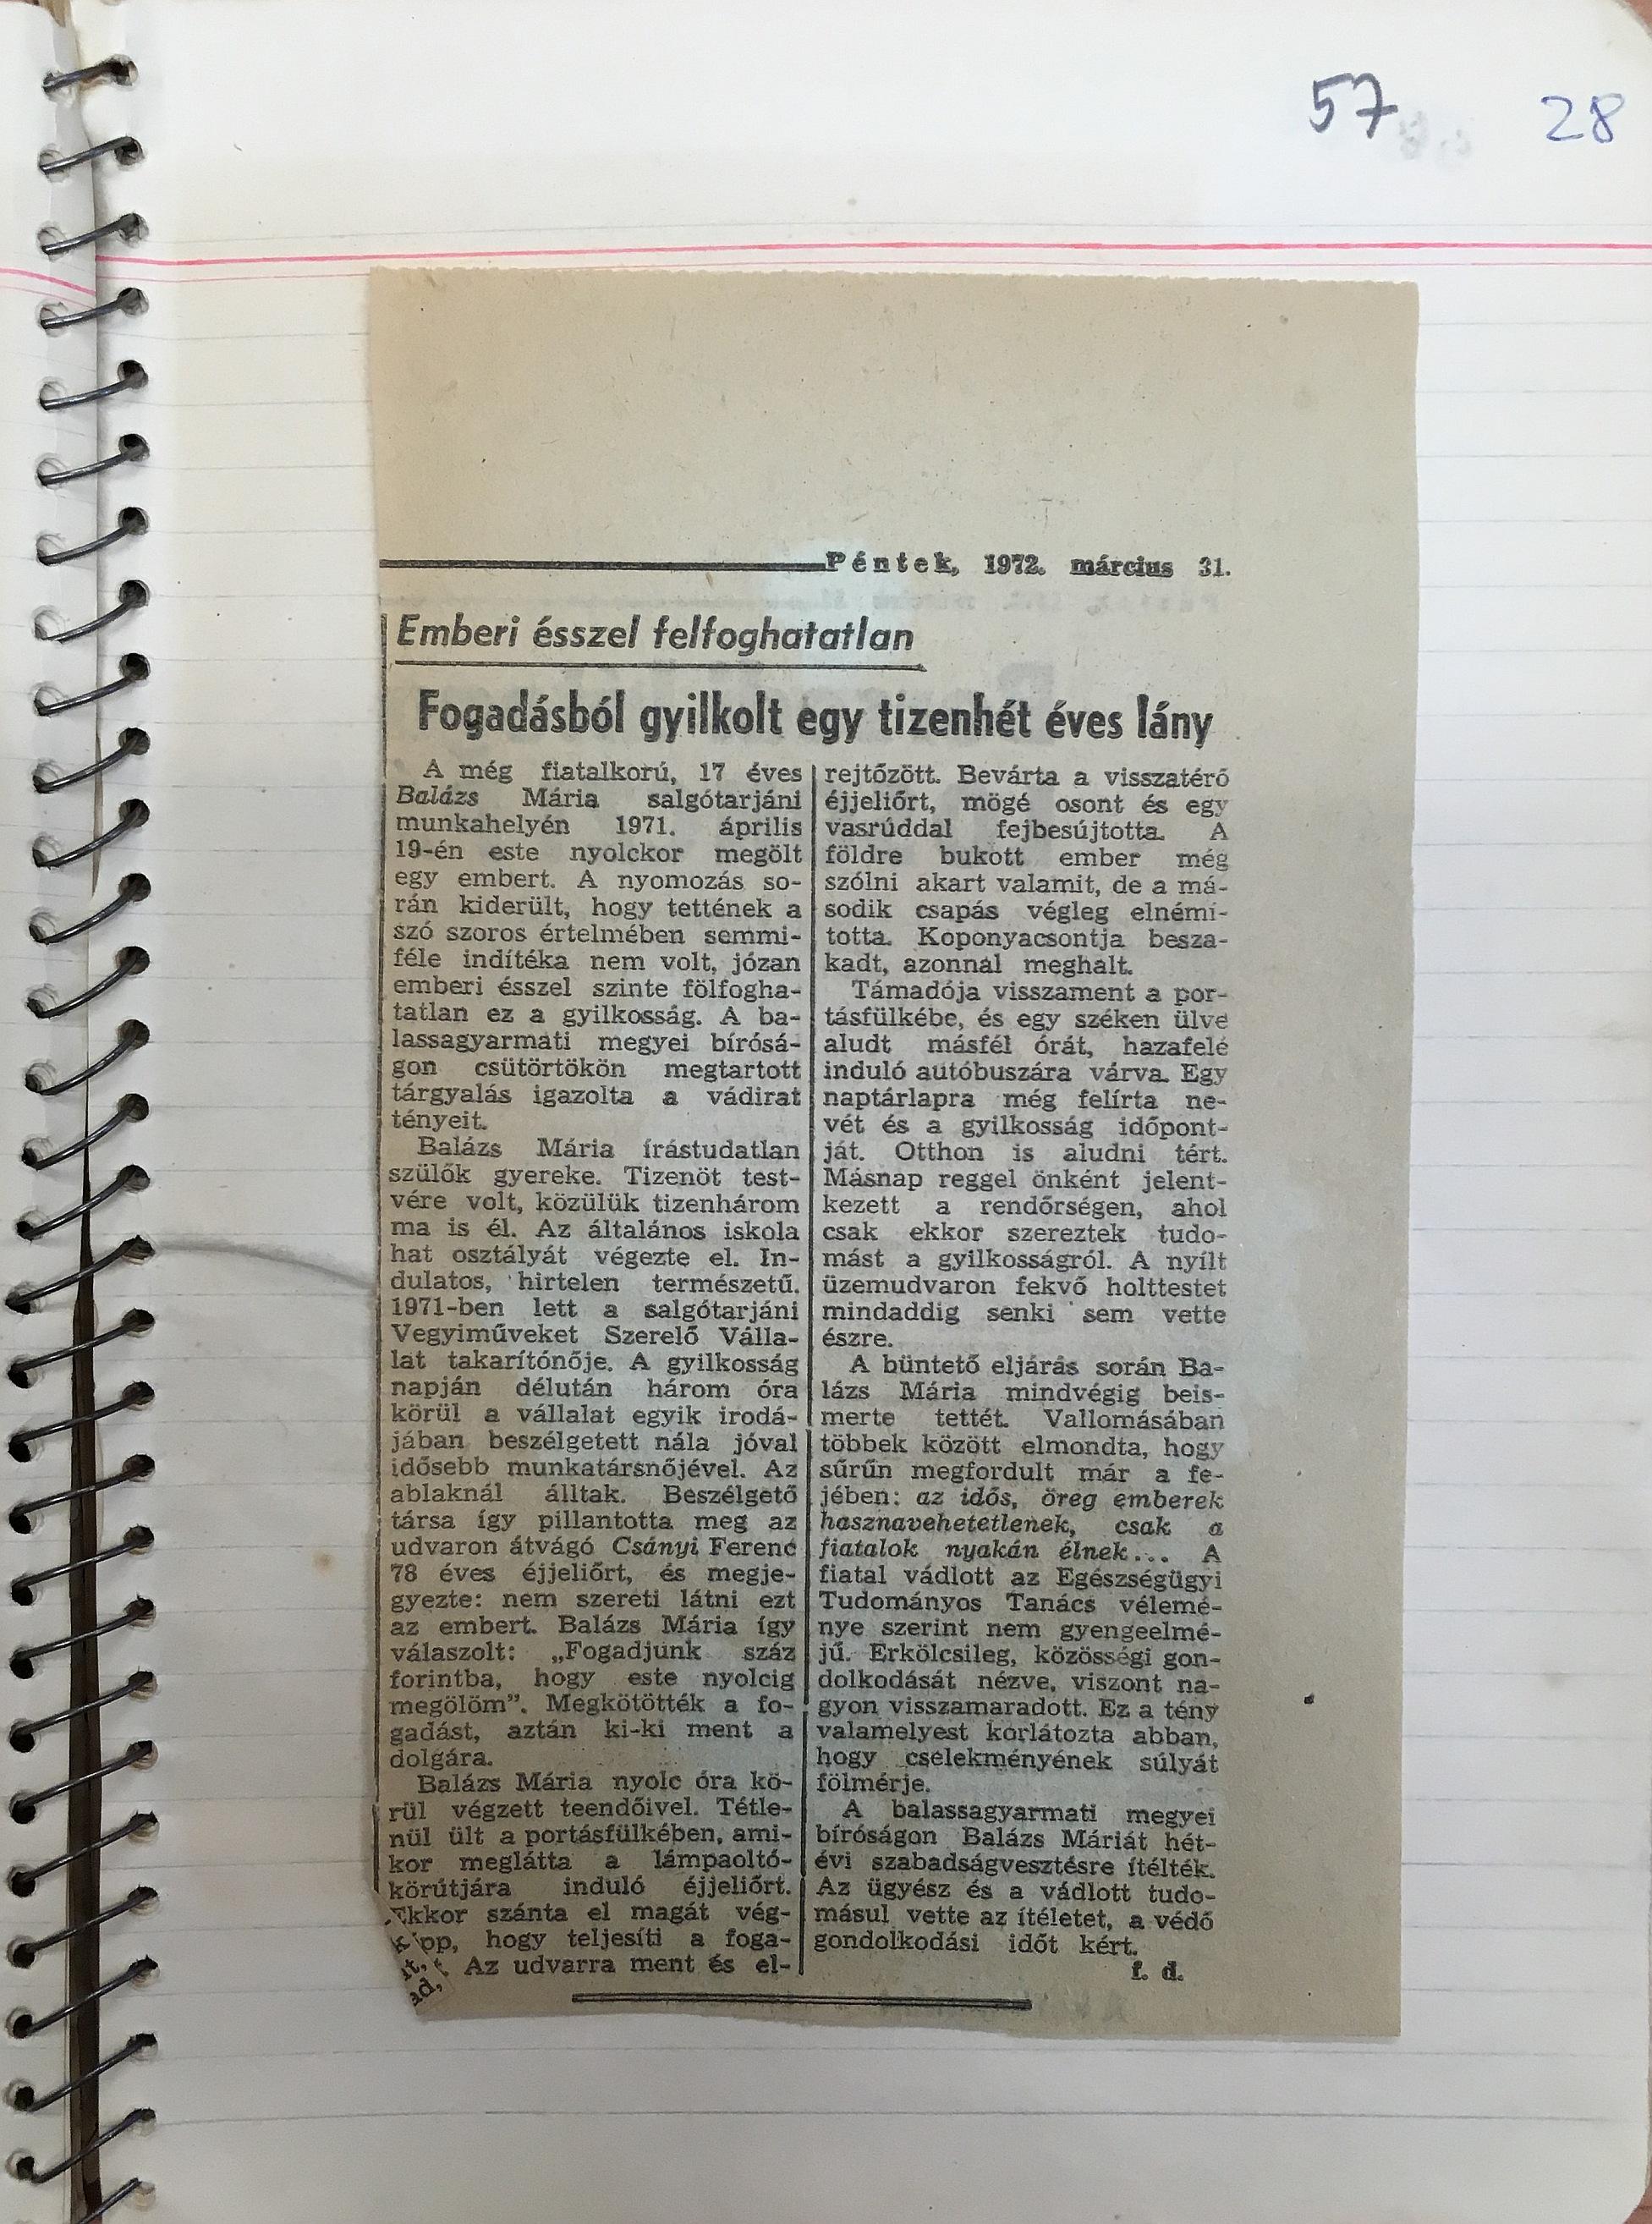 57
28
Péntek, 1972. március 31.
Emberi ésszel felfoghatatlan
Fogadásból gyilkolt egy tizenhét éves lány
A még fiatalkorú, 17 éves
Balázs Mária salgótarjáni
munkahelyén 1971. április
19-én este nyolckor megölt
egy embert. A nyomozás so-
rán kiderült, hogy tettének a
szó szoros értelmében semmi-
féle indítéka nem volt, józan
emberi ésszel szinte fölfogha-
tatlan ez a gyilkosság. A ba-
lassagyarmati megyei bírósá-
gon csütörtökön megtartott
tárgyalás igazolta a vádirat
tényeit.
Balázs Mária írástudatlan
szülők gyereke. Tizenöt test-
vére volt, közülük tizenhárom
ma is él. Az általános iskola
hat osztályát végezte el. In-
dulatos, hirtelen természetű.
1971-ben lett a salgótarjáni
Vegyiműveket Szerelő Válla-
lat takarítónője. A gyilkosság
napján délután három óra
körül a vállalat egyik irodá-
jában beszélgetett nála jóval
idősebb munkatársnőjével. Az
ablaknál álltak. Beszélgető
társa így pillantotta meg az
udvaron átvágó Csányi Ferenc
78 éves éjjeliőrt, és megje-
gyezte: nem szereti látni ezt
az embert. Balázs Mária így
válaszolt: „Fogadjunk száz
forintba, hogy este nyolcig
megölöm”. Megkötötték a fo-
gadást, aztán ki-ki ment a
dolgára.
Balázs Mária nyolc óra kö-
rül végzett teendőivel. Tétle-
nül ült a portásfülkében, ami-
kor meglátta a lámpaoltó-
körútjára induló éjjeliőrt.
Ekkor szánta el magát vég-
pp, hogy teljesíti a foga-
Az udvarra ment és el-
rejtőzött. Bevárta a visszatérő
éjjeliőrt, mögé osont és egy
vasrúddal fejbesújtotta. A
földre bukott ember még
szólni akart valamit, de a má-
sodik csapás végleg elnémí-
totta. Koponyacsontja besza-
kadt, azonnal meghalt.
Támadója visszament a por-
tásfülkébe, és egy széken ülve
aludt másfél órát, hazafelé
induló autóbuszára várva. Egy
naptárlapra még felírta ne-
vét és a gyilkosság időpont-
ját. Otthon is aludni tért.
Másnap reggel önként jelent-
kezett a rendőrségen, ahol
csak ekkor szereztek tudo-
mást a gyilkosságról. A nyílt
üzemudvaron fekvő holttestet
mindaddig senki sem vette
észre.
A büntető eljárás során Ba-
lázs Mária mindvégig beis-
merte tettét. Vallomásában
többek között elmondta, hogy
sűrűn megfordult már a fe-
jében: az idős, öreg emberek
hasznavehetetlenek, csak a
fiatalok nyakán élnek... A
fiatal vádlott az Egészségügyi
Tudományos Tanács vélemé-
nye szerint nem gyengeelmé-
jű. Erkölcsileg, közösségi gon-
dolkodását nézve, viszont na-
gyon visszamaradott. Ez a tény
valamelyest korlátozta abban,
hogy cselekményének súlyát
fölmérje.
A balassagyarmati megyei
bíróságon Balázs Máriát hét-
évi szabadságvesztésre ítélték.
Az ügyész és a vádlott tudo-
másul vette az ítéletet, a védő
gondolkodási időt kért.
f. d.